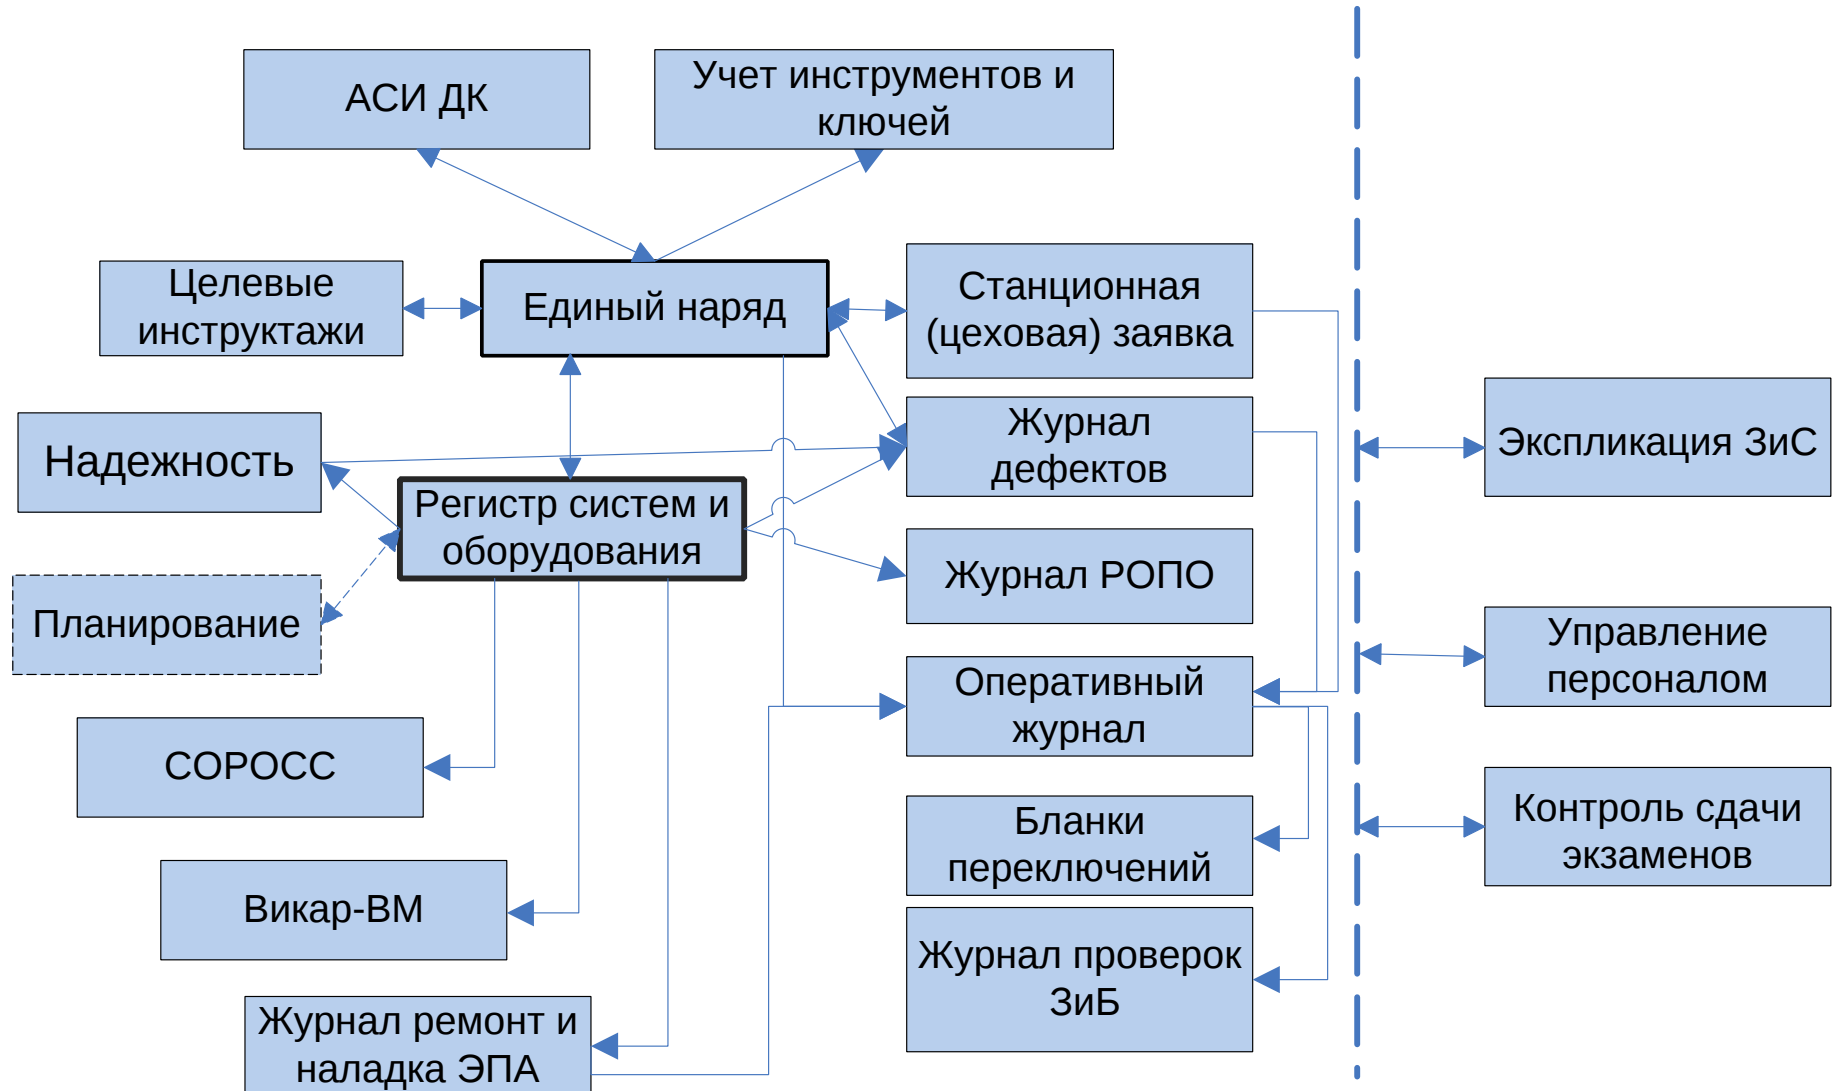 АСИ ДК
Учет инструментов и
ключей
Целевые
инструктажи
Единый наряд
Станционная
(цеховая) заявка
Надежность
Журнал
дефектов
Экспликация ЗиС
Регистр систем и
оборудования
Журнал РОПО
Планирование
Оперативный
журнал
Управление
персоналом
СОРОСС
Бланки
переключений
Контроль сдачи
экзаменов
Викар-ВМ
Журнал проверок
ЗиБ
Журнал ремонт и
наладка ЭПА